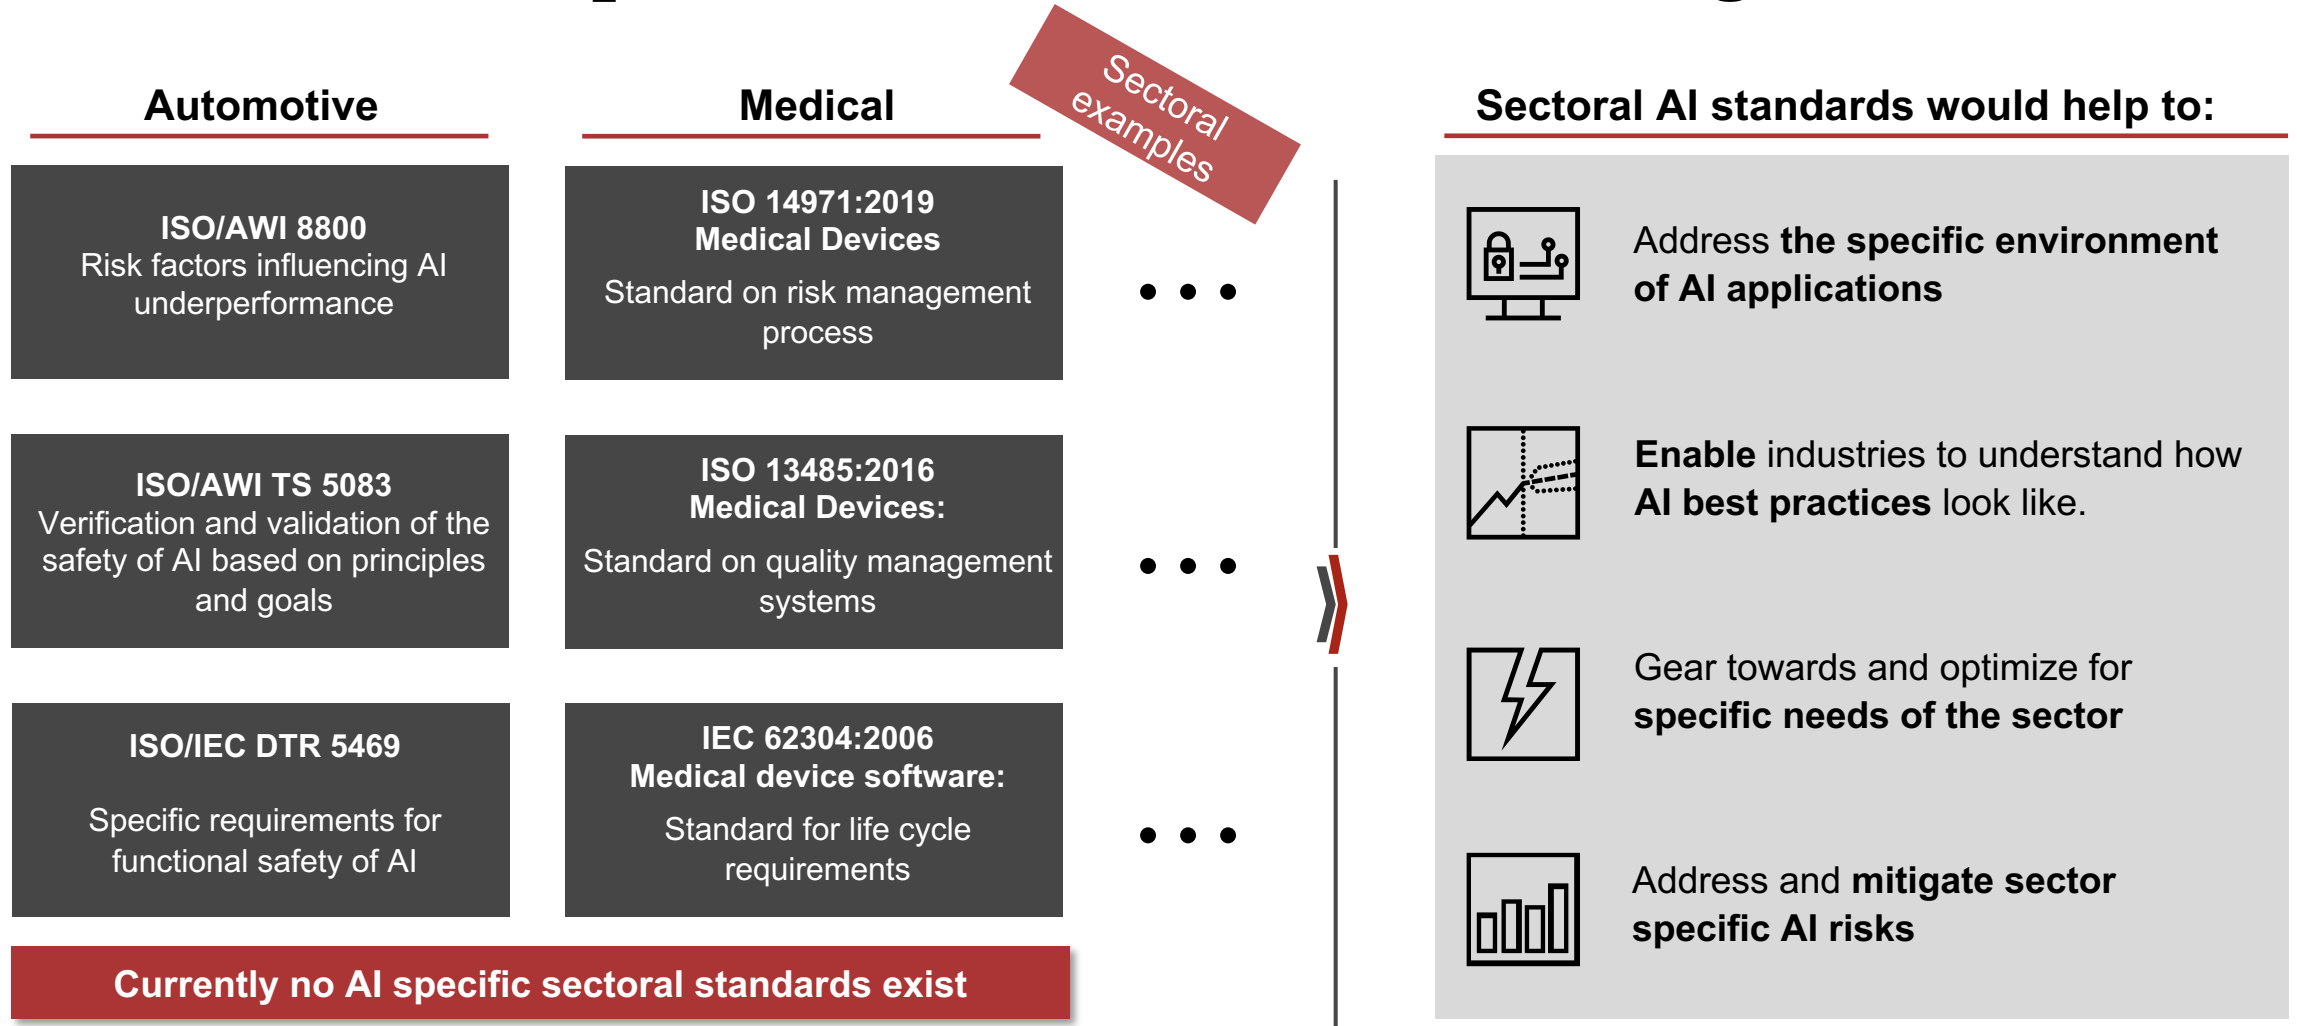 Automotive
ISO/AWI 8800
Risk factors influencing AI
underperformance
ISO/AWI TS 5083
Verification and validation of the
safety of AI based on principles
and goals
ISO/IEC DTR 5469
Specific requirements for
functional safety of AI
Medical
ISO 14971:2019
Medical Devices
Standard on risk management
process
ISO 13485:2016
Medical Devices:
Standard on quality management
systems
IEC 62304:2006
Medical device software:
Standard for life cycle
requirements
Currently no AI specific sectoral standards exist
Sectoral
examples
Sectoral AI standards would help to:
Address the specific environment
of AI applications
Enable industries to understand how
AI best practices look like.
Gear towards and optimize for
specific needs of the sector
Address and mitigate sector
specific AI risks